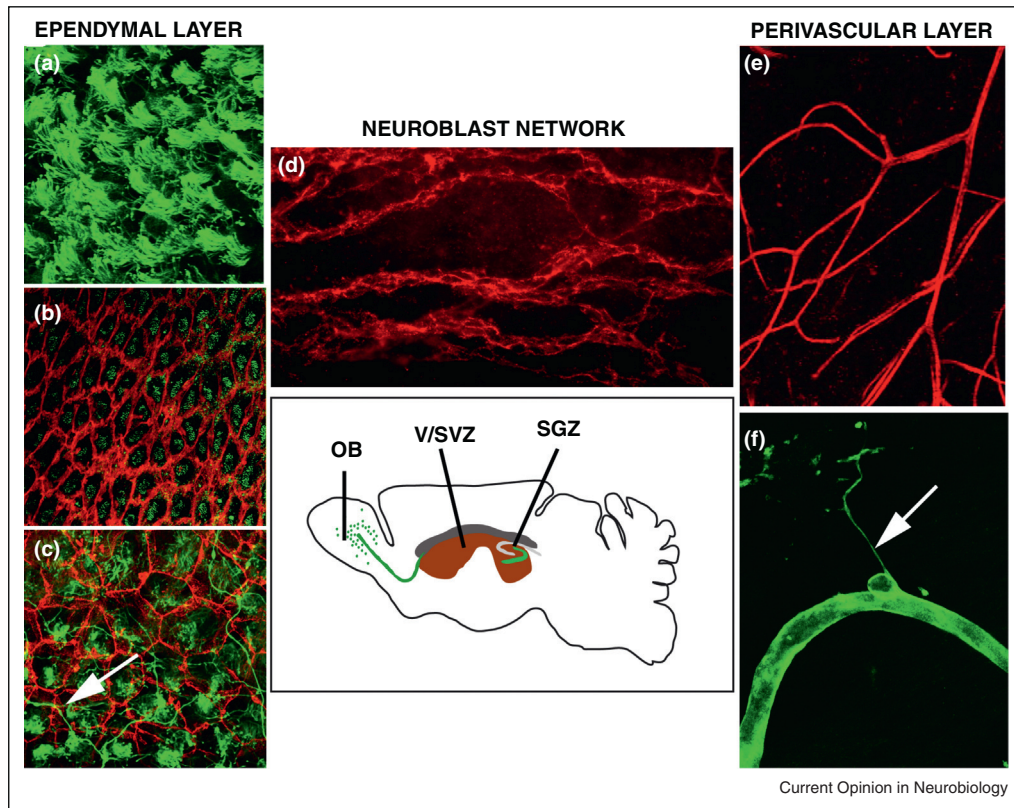 EPENDYMAL LAYER
(a)
(b)
(c)
NEUROBLAST NETWORK
(d)
OB
V/SVZ
SGZ
PERIVASCULAR LAYER
(e)
(f)
Current Opinion in Neurobiology